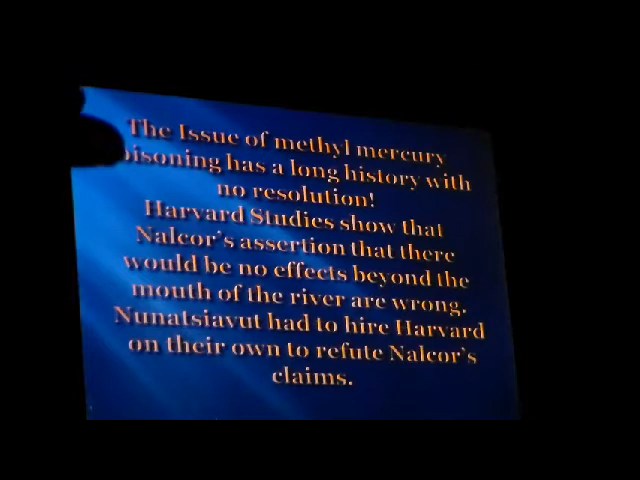 The Issue of methyl mercury
oisoning has a long history with
no resolution!
Harvard Studies show that
Nalcor's assertion that there
would be no effects beyond the
mouth of the river are wrong.
Nunatsiavut had to hire Harvard
on their own to refute Nalcor's
claims.